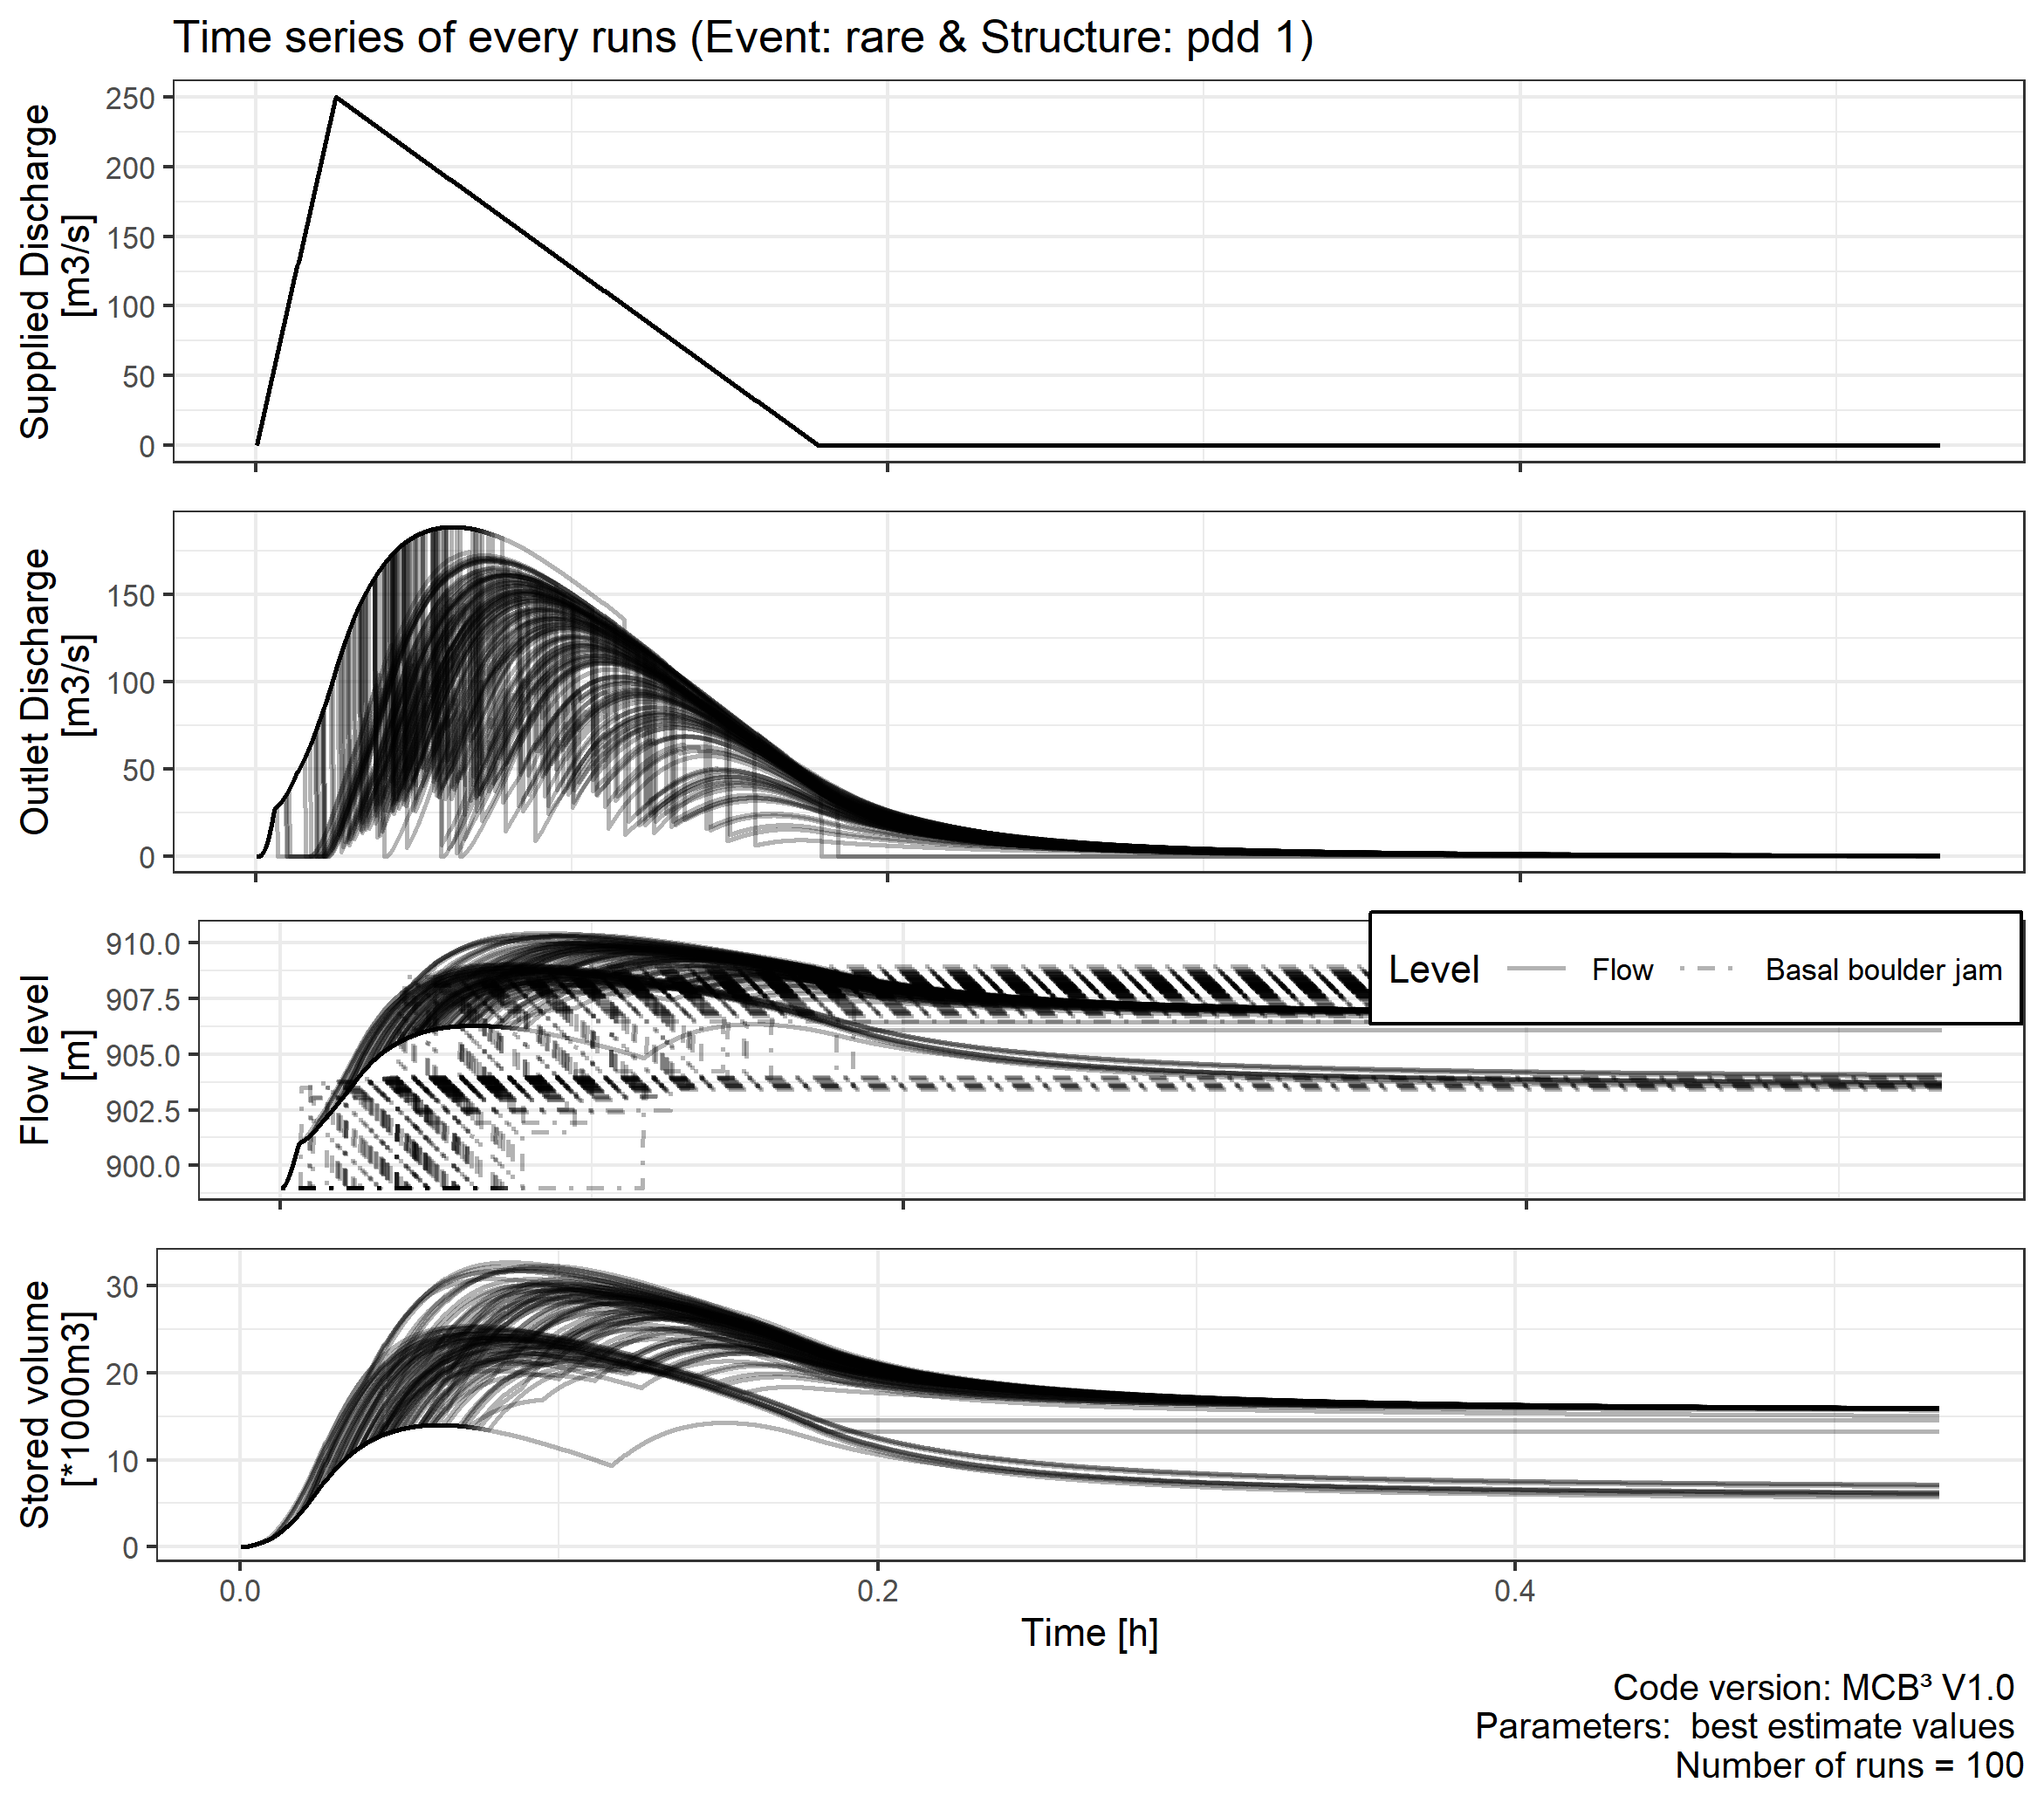 Time series of every runs (Event: rare & Structure: pdd 1)
Supplied Discharge
[m3/s]
250
200
150
100
50
0
Outlet Discharge
[m3/s]
150
100
50
0
Flow level
[m]
910.0
907.5
905.0
902.5
900.0
Level
Flow
Basal boulder jam
Stored volume
[*1000m3]
30
20
10
0
0.0
0.2
0.4
Time [h]
Code version: MCB³ V1.0
Parameters:  best estimate values
Number of runs = 100